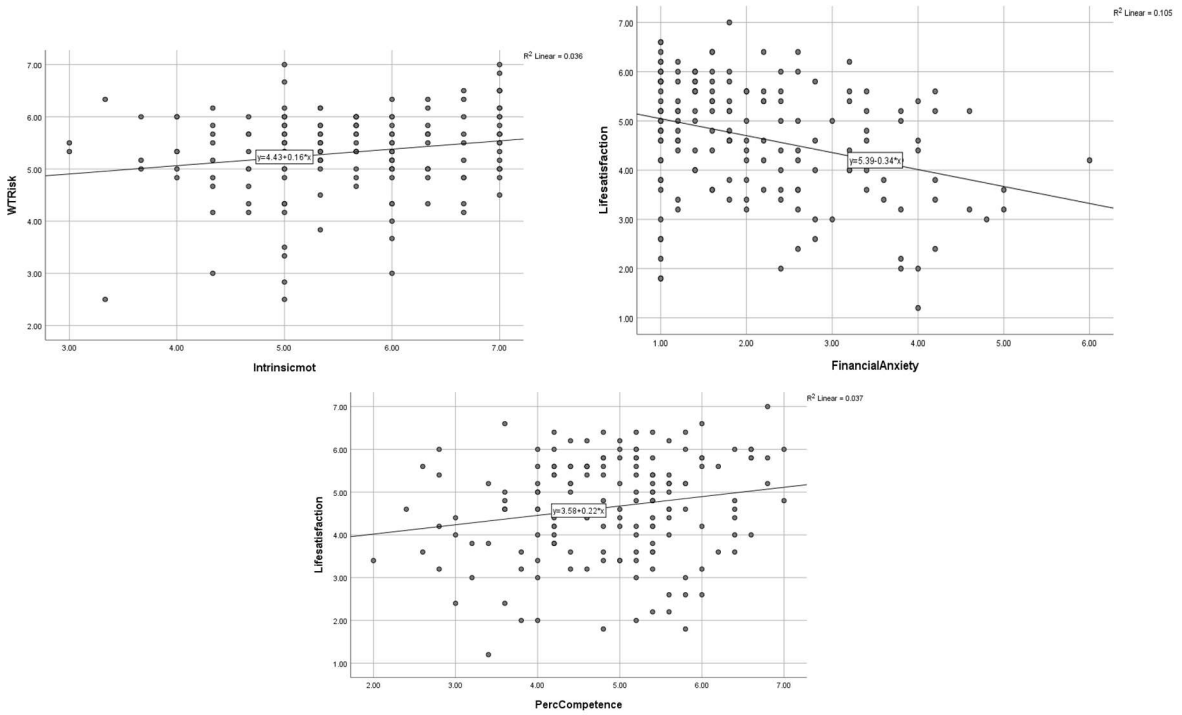 R² Linear = 0.036
7.00
6.00
5.00
4.00
3.00
2.00
WTRisk
y=4.43+0.16*x
3.00 4.00 5.00 6.00 7.00
Intrinsicmot
R² Linear = 0.105
7.00
6.00
5.00
4.00
3.00
2.00
1.00
Lifesatisfaction
y=5.39-0.34*x
1.00 2.00 3.00 4.00 5.00 6.00
FinancialAnxiety
R² Linear = 0.037
7.00
6.00
5.00
4.00
3.00
2.00
1.00
Lifesatisfaction
y=3.58+0.22*x
2.00 3.00 4.00 5.00 6.00 7.00
PercCompetence